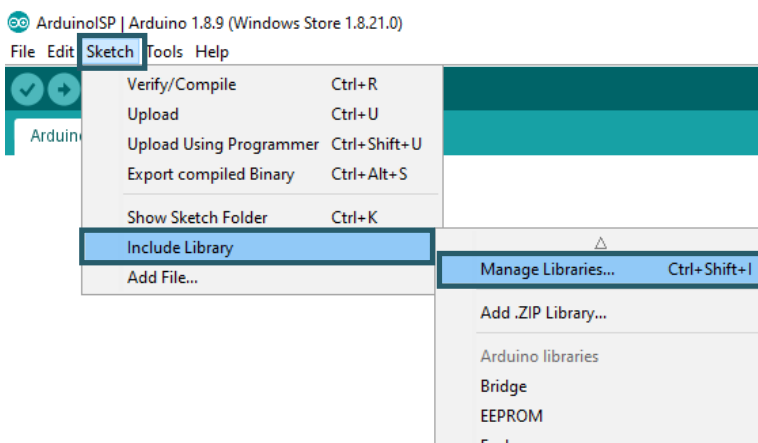 ArduinoISP | Arduino 1.8.9 (Windows Store 1.8.21.0)
File Edit Sketch Tools Help
Verify/Compile Ctrl+R
Upload Ctrl+U
Upload Using Programmer Ctrl+Shift+U
Export compiled Binary Ctrl+Alt+S
Show Sketch Folder Ctrl+K
Include Library
Add File...
Manage Libraries... Ctrl+Shift+I
Add .ZIP Library...
Arduino libraries
Bridge
EEPROM